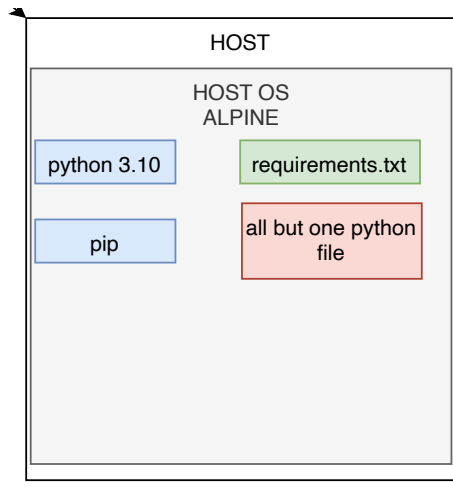 HOST
HOST OS
ALPINE
python 3.10
requirements.txt
pip
all but one python
file